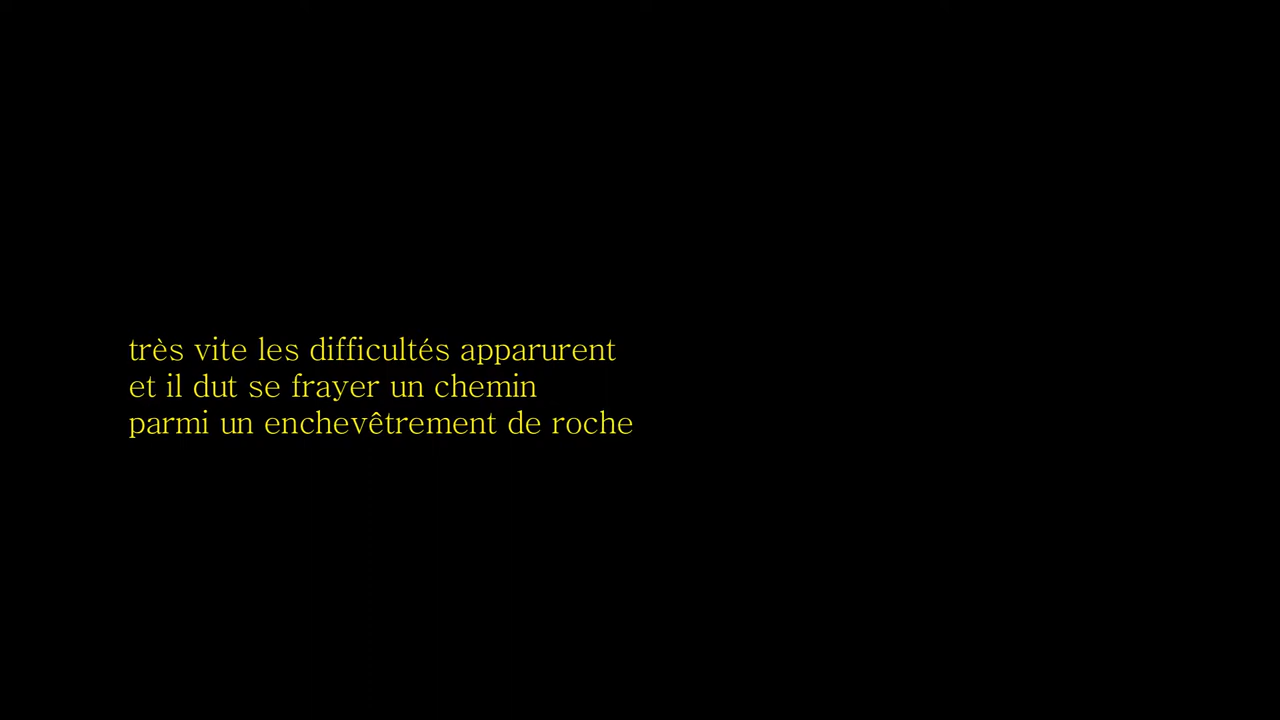 très vite les difficultés apparurent
et il dut se frayer un chemin
parmi un enchevêtrement de roche